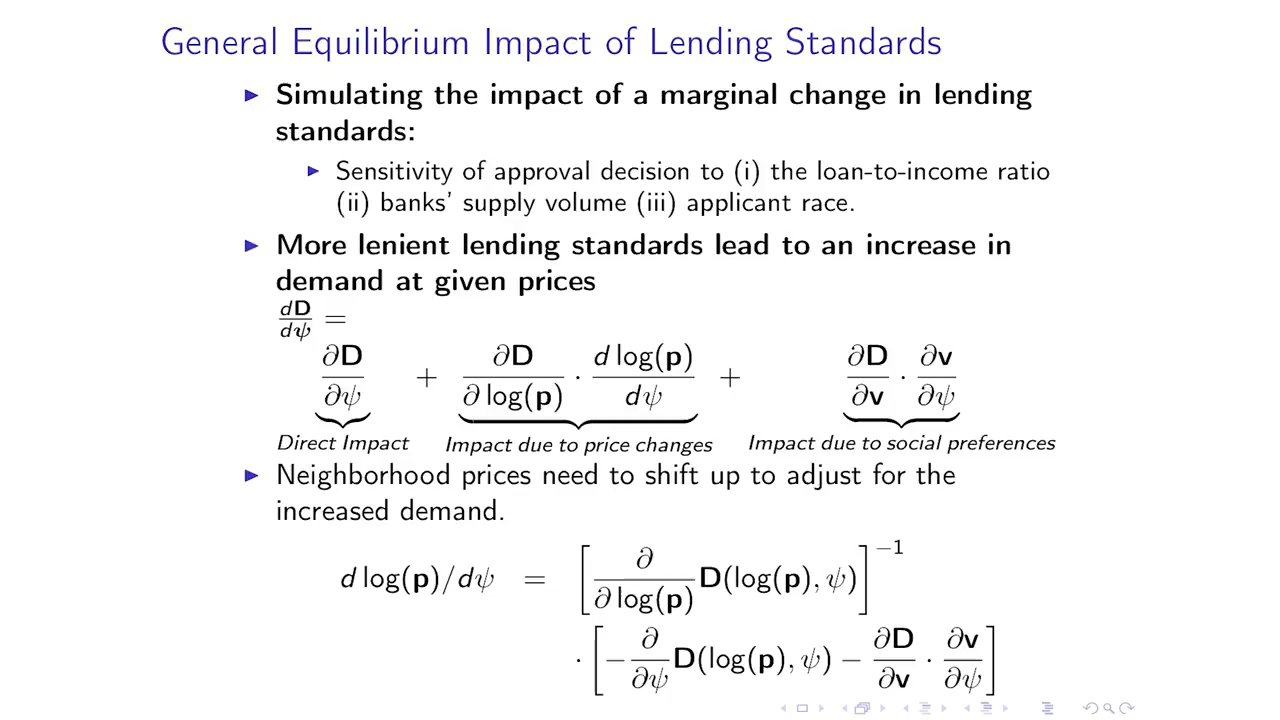 General Equilibrium Impact of Lending Standards
Simulating the impact of a marginal change in lending
standards:
Sensitivity of approval decision to (i) the loan-to-income ratio
(ii) banks' supply volume (iii) applicant race.
More lenient lending standards lead to an increase in
demand at given prices
dD/dψ =
∂D/∂ψ + ∂D/∂ log(p) · d log(p)/dψ + ∂D/∂v · ∂v/∂ψ
Direct Impact Impact due to price changes Impact due to social preferences
Neighborhood prices need to shift up to adjust for the
increased demand.
d log(p)/dψ = [∂/∂ log(p) D(log(p), ψ)]⁻¹
· [−∂/∂ψ D(log(p), ψ) − ∂D/∂v · ∂v/∂ψ]